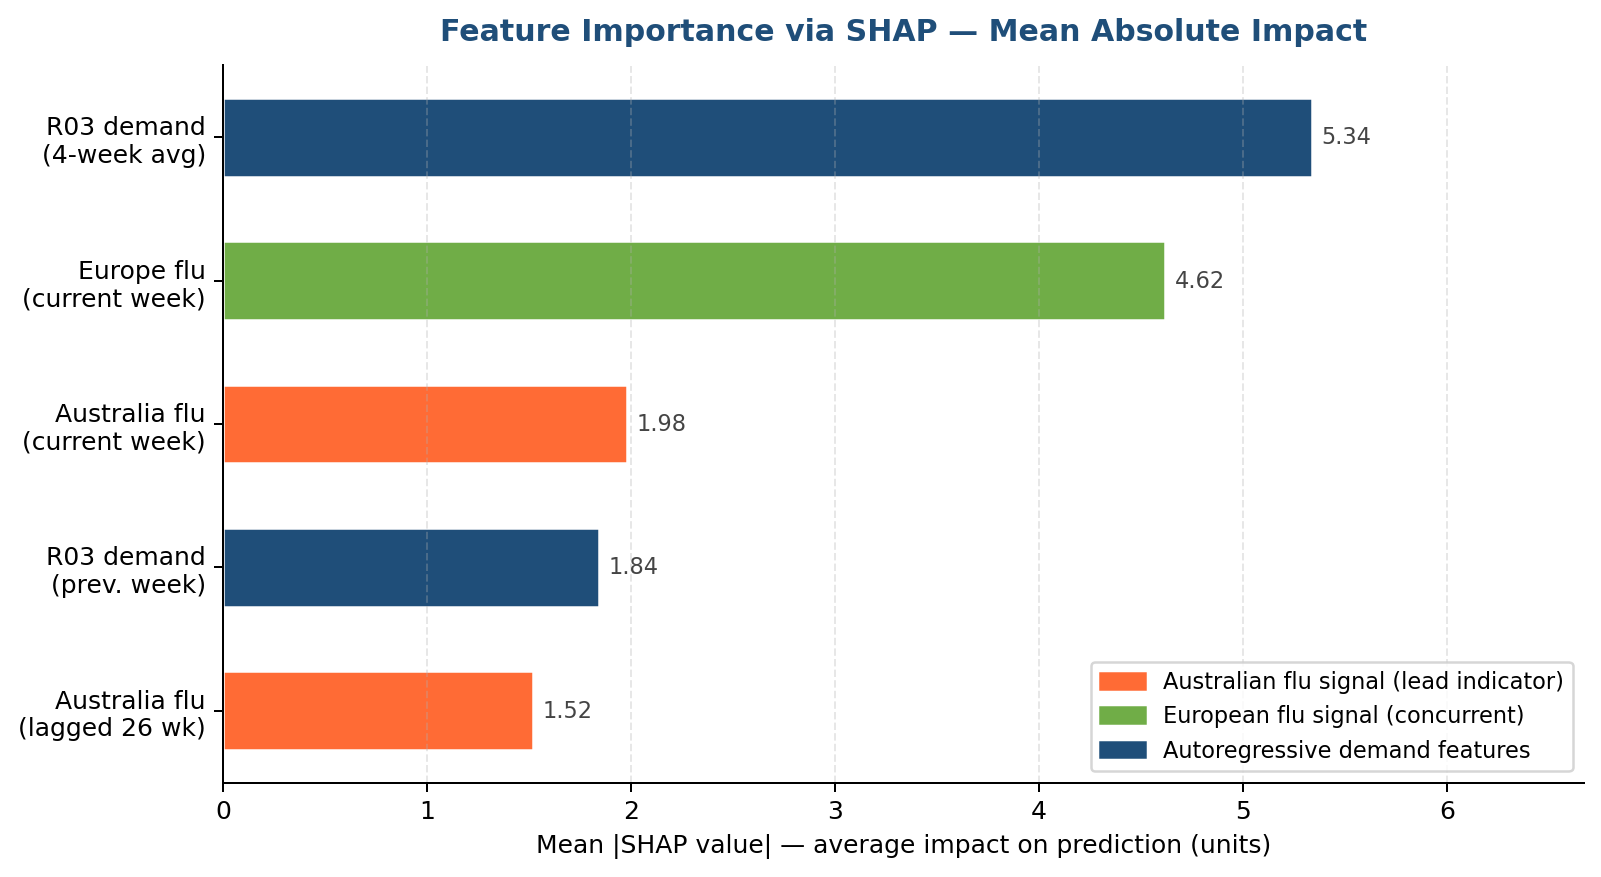 Feature Importance via SHAP — Mean Absolute Impact
R03 demand
(4-week avg)
5.34
Europe flu
(current week)
4.62
Australia flu
(current week)
1.98
R03 demand
(prev. week)
1.84
Australia flu
(lagged 26 wk)
1.52
Australian flu signal (lead indicator)
European flu signal (concurrent)
Autoregressive demand features
0 1 2 3 4 5 6
Mean |SHAP value| — average impact on prediction (units)